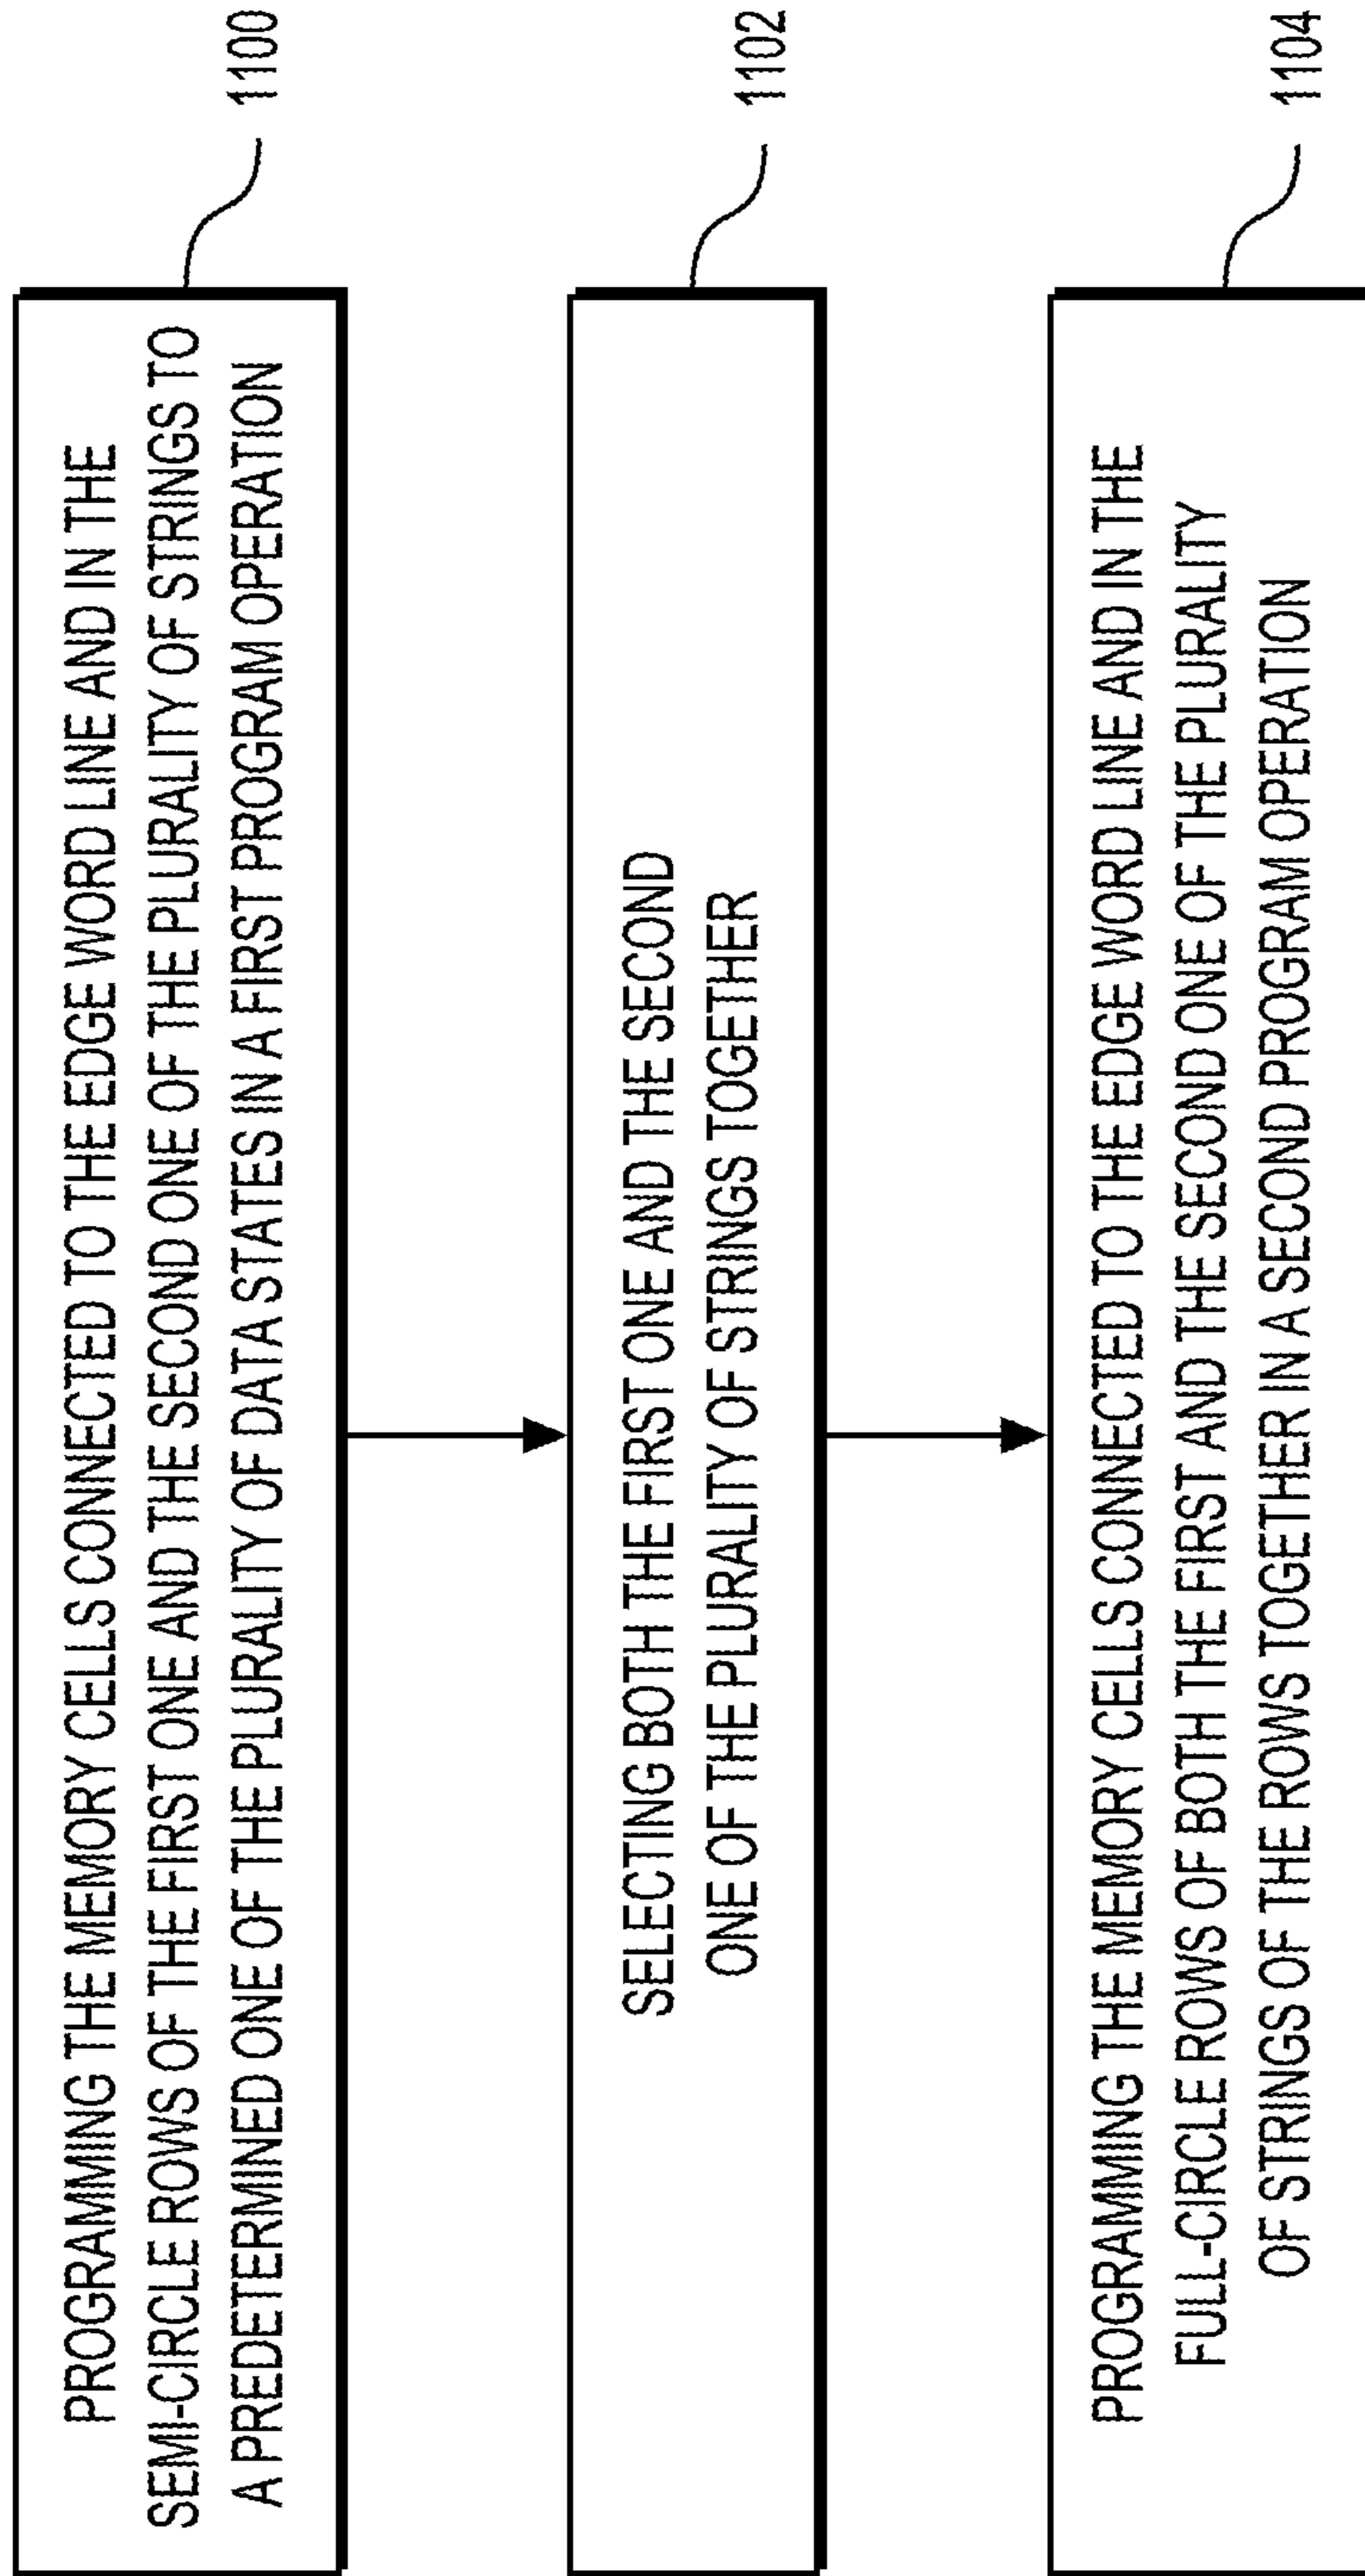 PROGRAMMING THE MEMORY CELLS CONNECTED TO THE EDGE WORD LINE AND IN THE
SEMI-CIRCLE ROWS OF THE FIRST ONE AND THE SECOND ONE OF THE PLURALITY OF STRINGS TO
A PREDETERMINED ONE OF THE PLURALITY OF DATA STATES IN A FIRST PROGRAM OPERATION
1100
SELECTING BOTH THE FIRST ONE AND THE SECOND
ONE OF THE PLURALITY OF STRINGS TOGETHER
1102
PROGRAMMING THE MEMORY CELLS CONNECTED TO THE EDGE WORD LINE AND IN THE
FULL-CIRCLE ROWS OF BOTH THE FIRST AND THE SECOND ONE OF THE PLURALITY
OF STRINGS OF THE ROWS TOGETHER IN A SECOND PROGRAM OPERATION
1104